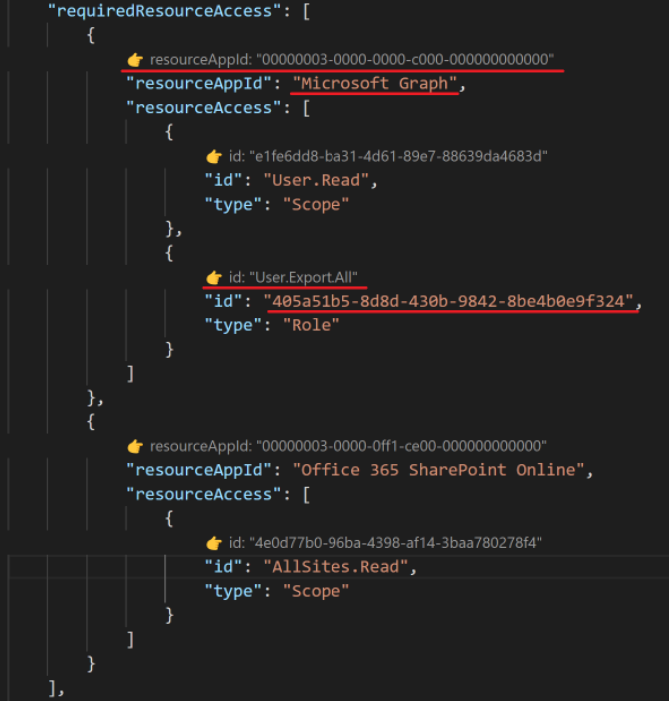 "requiredResourceAccess": [
{
👉 resourceAppId: "00000003-0000-0000-c000-000000000000"
"resourceAppId": "Microsoft Graph",
"resourceAccess": [
{
👉 id: "e1fe6dd8-ba31-4d61-89e7-88639da4683d"
"id": "User.Read",
"type": "Scope"
},
{
👉 id: "User.Export.All"
"id": "405a51b5-8d8d-430b-9842-8be4b0e9f324",
"type": "Role"
}
]
},
{
👉 resourceAppId: "00000003-0000-0ff1-ce00-000000000000"
"resourceAppId": "Office 365 SharePoint Online",
"resourceAccess": [
{
👉 id: "4e0d77b0-96ba-4398-af14-3baa780278f4"
"id": "AllSites.Read",
"type": "Scope"
}
]
}
],